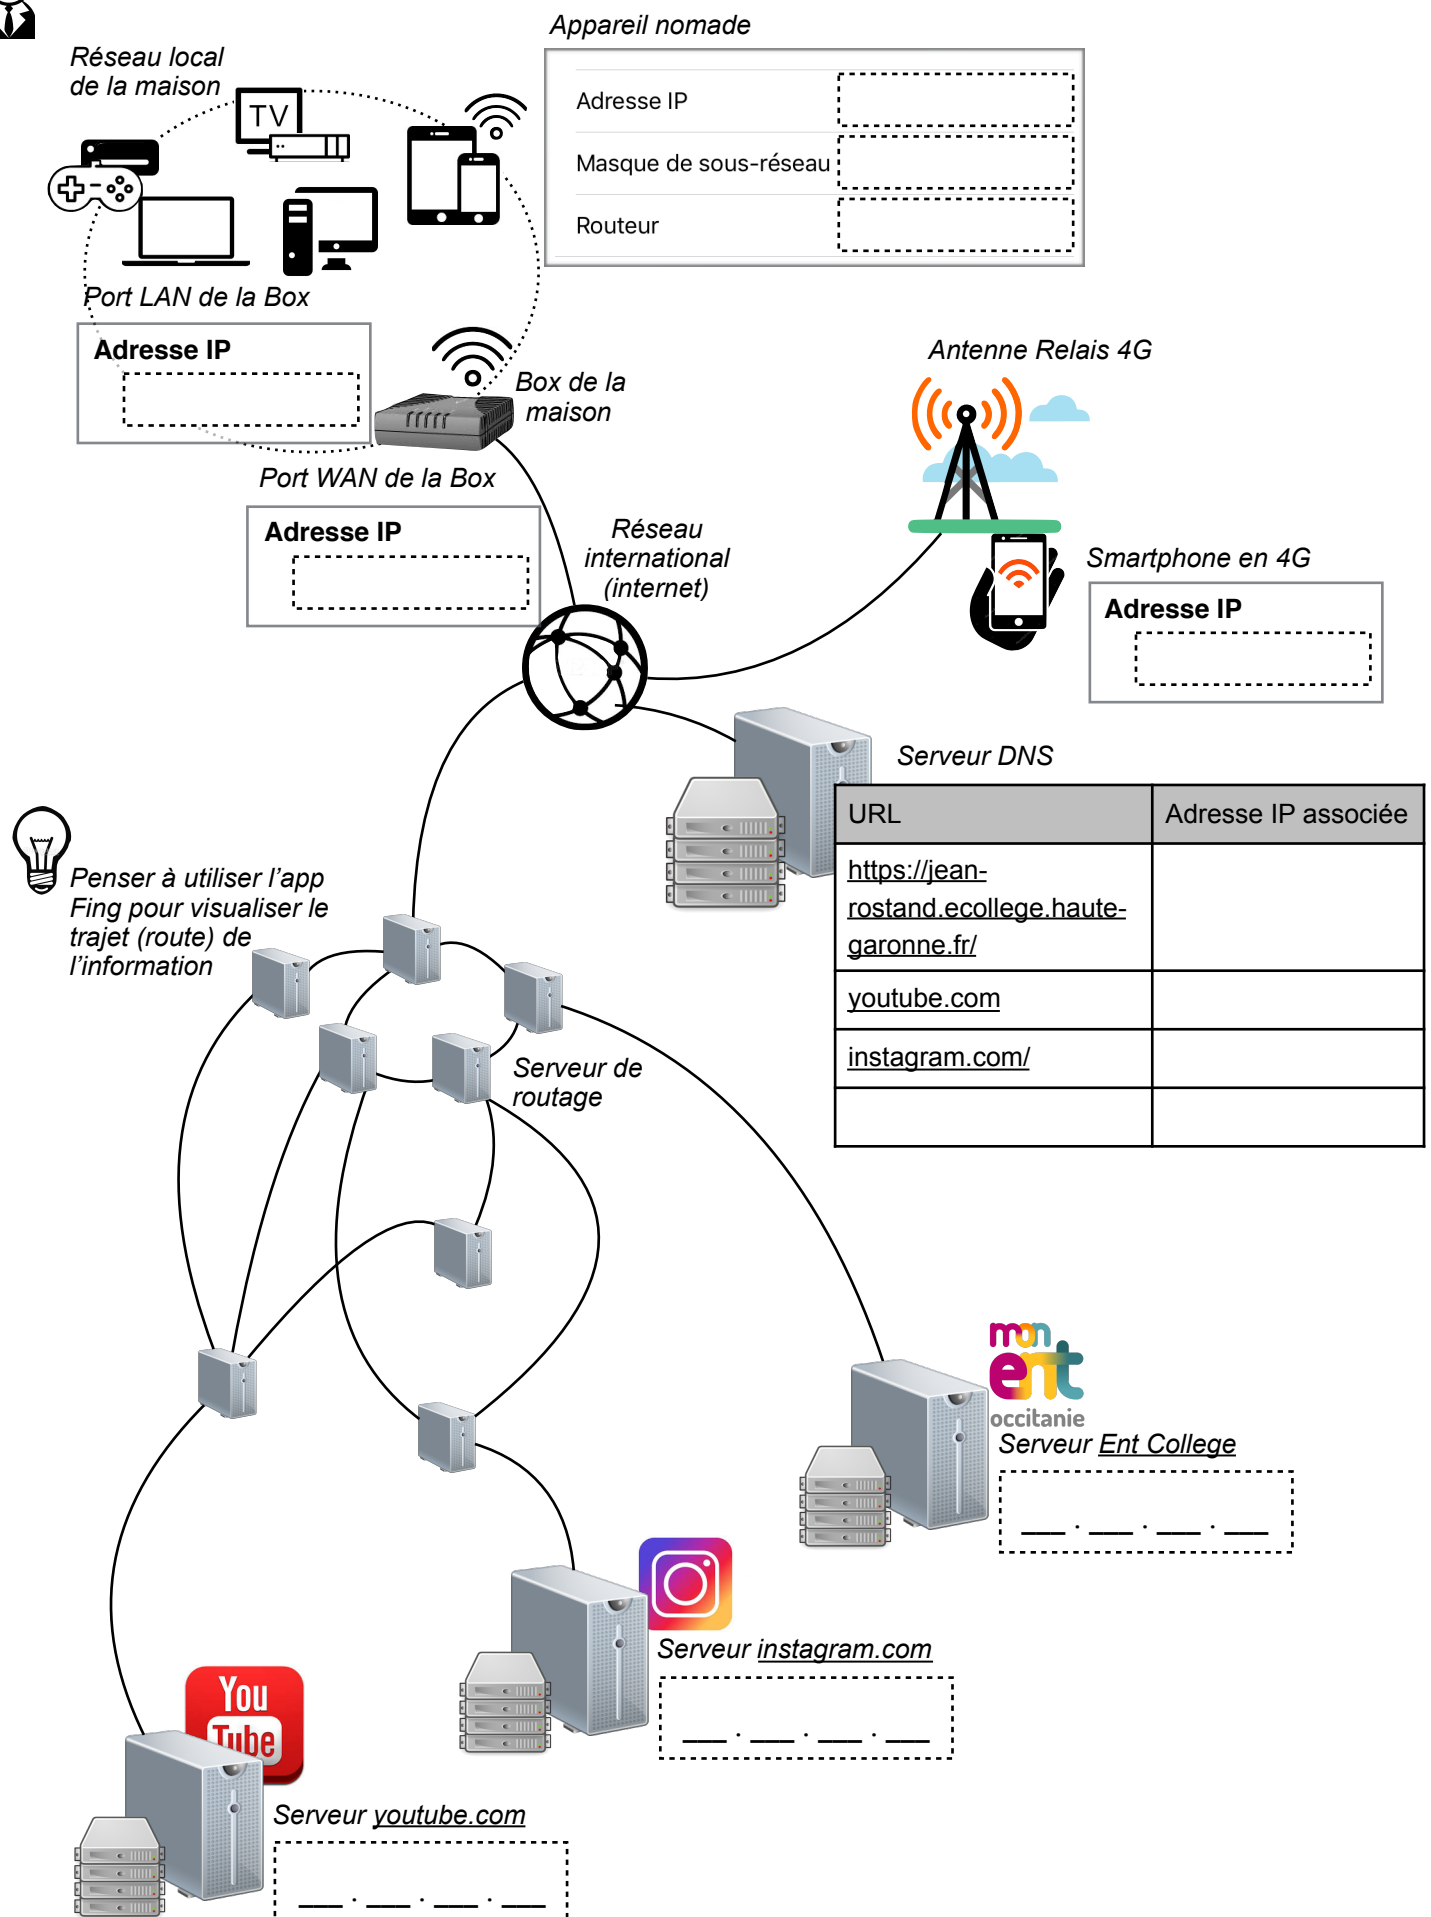 Appareil nomade
Réseau local
de la maison
TV
Adresse IP
Masque de sous-réseau
Routeur
Port LAN de la Box
Adresse IP
Box de la
maison
Antenne Relais 4G
Port WAN de la Box
Adresse IP
Réseau
international
(internet)
Smartphone en 4G
Adresse IP
Serveur DNS
URL
Adresse IP associée
https://jean-
rostand.ecollege.haute-
garonne.fr/
youtube.com
instagram.com/
Penser à utiliser l'app
Fing pour visualiser le
trajet (route) de
l'information
Serveur de
routage
mon
ent
occitanie
Serveur Ent College
___ . ___ . ___ . ___
Serveur instagram.com
___ . ___ . ___ . ___
You
Tube
Serveur youtube.com
___ . ___ . ___ . ___